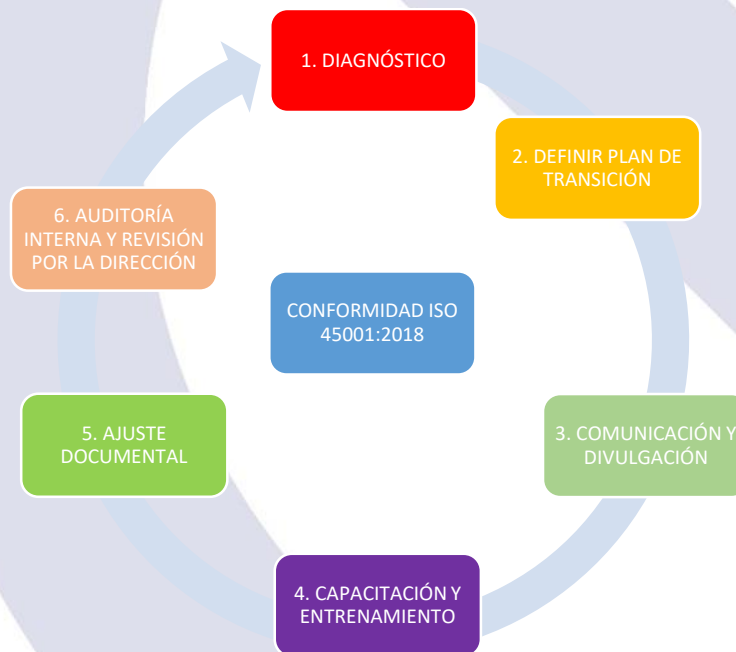 1. DIAGNÓSTICO
2. DEFINIR PLAN DE
TRANSICIÓN
6. AUDITORÍA
INTERNA Y REVISIÓN
POR LA DIRECCIÓN
CONFORMIDAD ISO
45001:2018
5. AJUSTE
DOCUMENTAL
3. COMUNICACIÓN Y
DIVULGACIÓN
4. CAPACITACIÓN Y
ENTRENAMIENTO